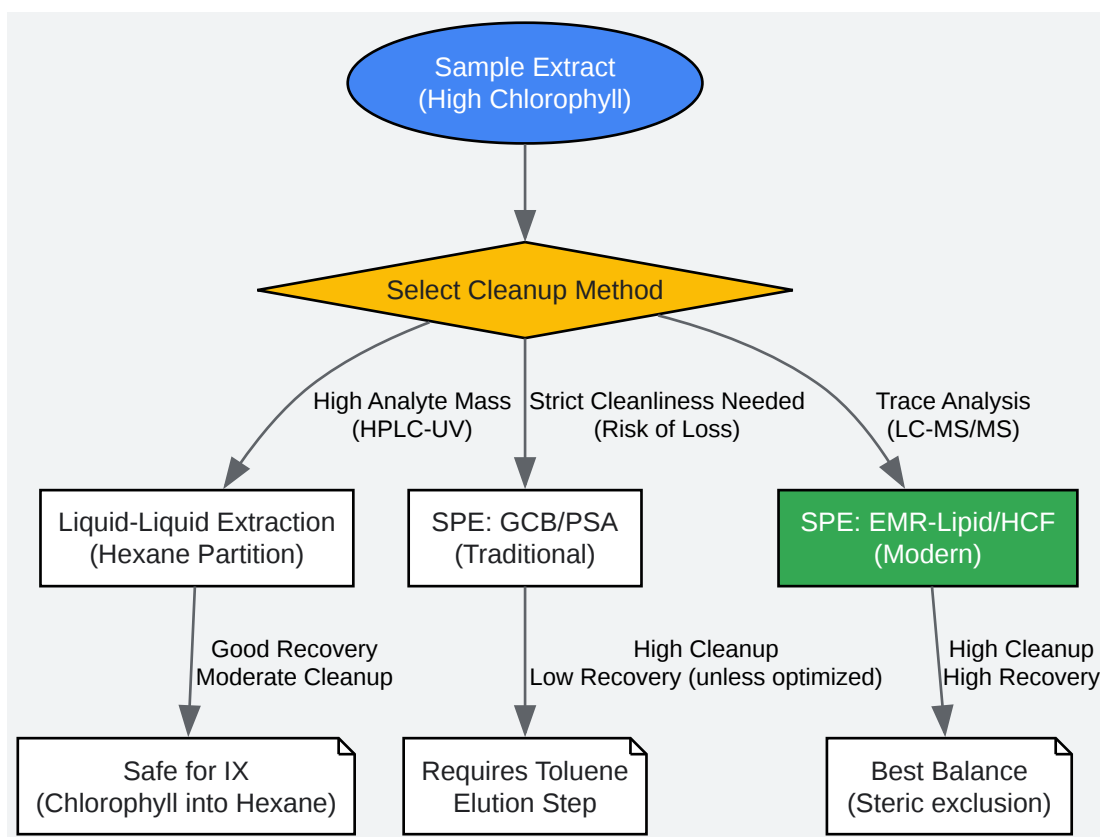 Sample Extract
(High Chlorophyll)
Select Cleanup Method
High Analyte Mass
(HPLC-UV)
Strict Cleanliness Needed
(Risk of Loss)
Trace Analysis
(LC-MS/MS)
Liquid-Liquid Extraction
(Hexane Partition)
SPE: GCB/PSA
(Traditional)
SPE: EMR-Lipid/HCF
(Modern)
Good Recovery
Moderate Cleanup
High Cleanup
Low Recovery (unless optimized)
High Cleanup
High Recovery
Safe for IX
(Chlorophyll into Hexane)
Requires Toluene
Elution Step
Best Balance
(Steric exclusion)